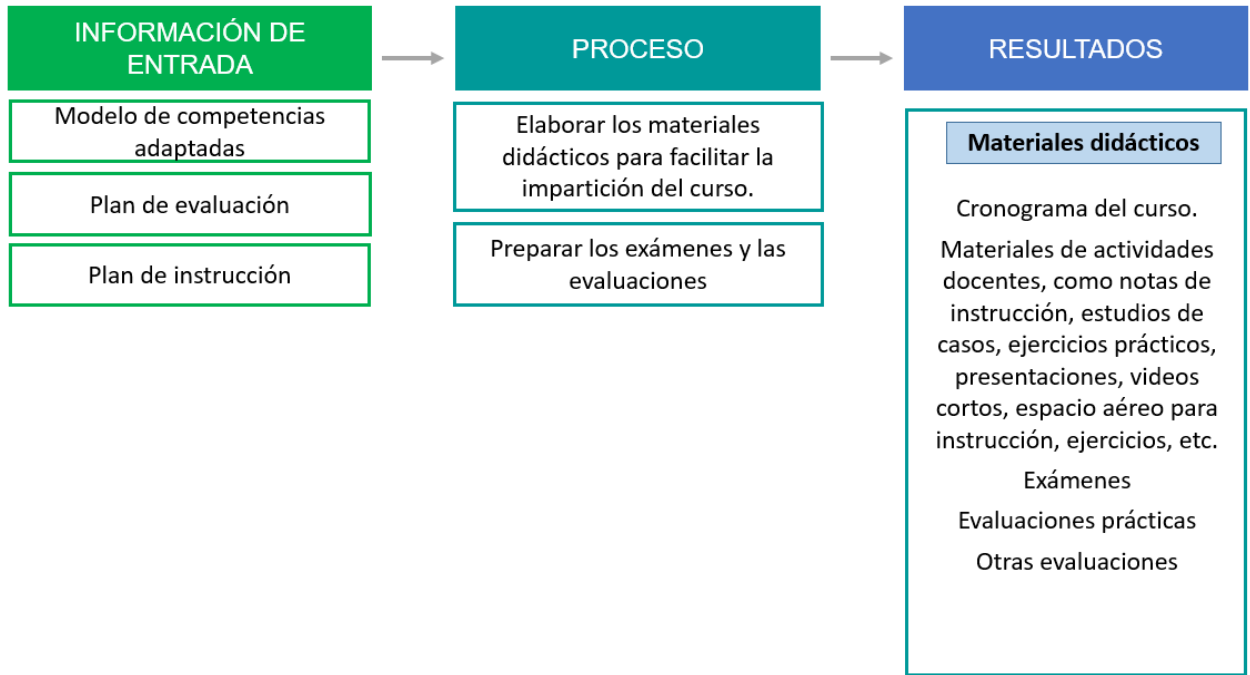 INFORMACIÓN DE
ENTRADA
Modelo de competencias
adaptadas
Plan de evaluación
Plan de instrucción
PROCESO
Elaborar los materiales
didácticos para facilitar la
impartición del curso.
Preparar los exámenes y las
evaluaciones
RESULTADOS
Materiales didácticos
Cronograma del curso.
Materiales de actividades
docentes, como notas de
instrucción, estudios de
casos, ejercicios prácticos,
presentaciones, videos
cortos, espacio aéreo para
instrucción, ejercicios, etc.
Exámenes
Evaluaciones prácticas
Otras evaluaciones